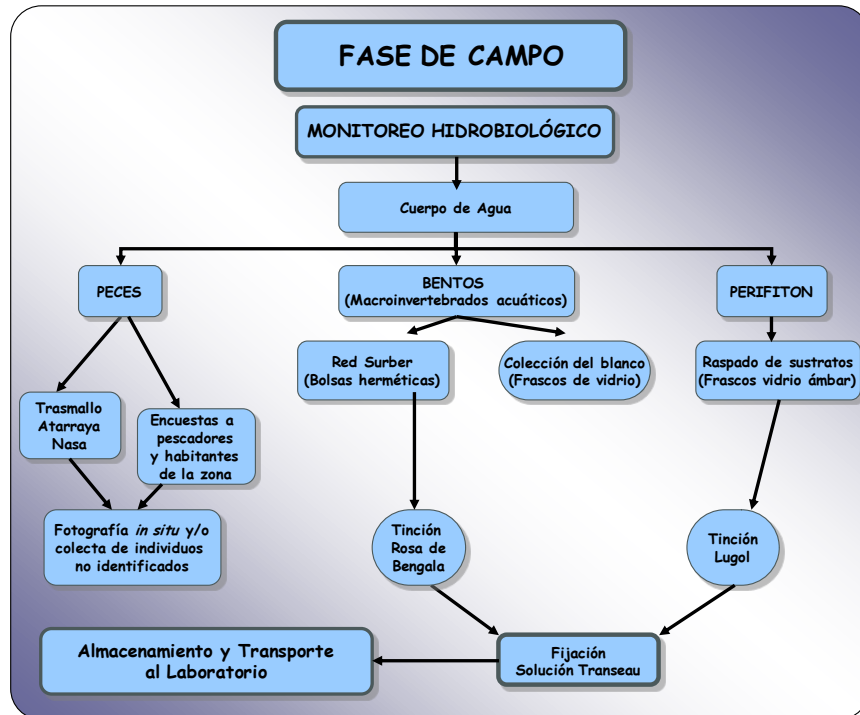 FASE DE CAMPO
MONITOREO HIDROBIOLÓGICO
Cuerpo de Agua
PECES
BENTOS
(Macroinvertebrados acuáticos)
PERIFITON
Red Surber
(Bolsas herméticas)
Colección del blanco
(Frascos de vidrio)
Raspado de sustratos
(Frascos vidrio ámbar)
Trasmallo
Atarraya
Nasa
Encuestas a
pescadores
y habitantes
de la zona
Fotografía in situ y/o
colecta de individuos
no identificados
Tinción
Rosa de
Bengala
Tinción
Lugol
Almacenamiento y Transporte
al Laboratorio
Fijación
Solución Transeau